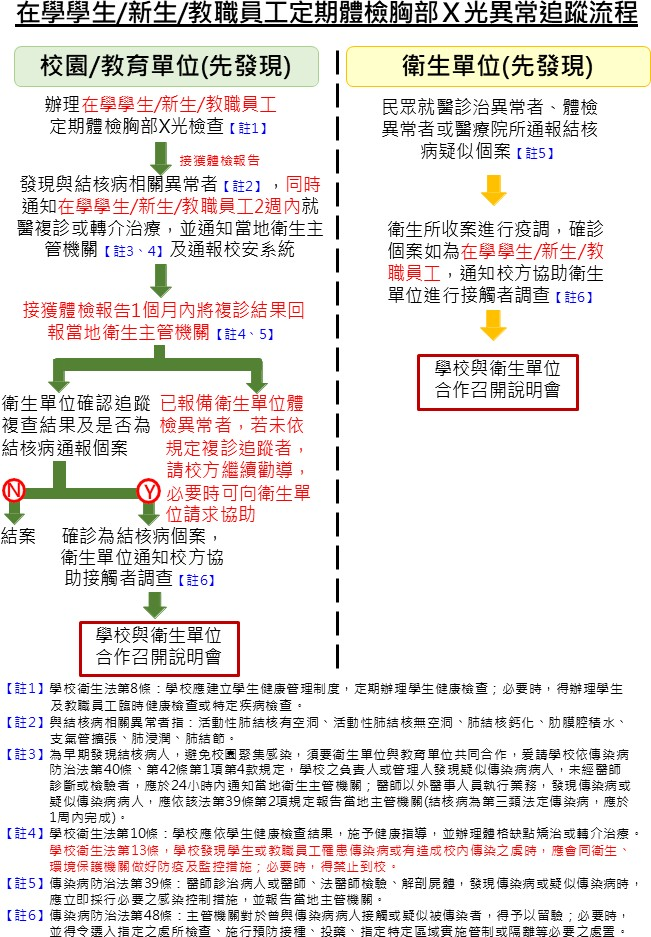 在學學生/新生/教職員工定期體檢胸部X光異常追蹤流程
校園/教育單位(先發現)
辦理在學學生/新生/教職員工
定期體檢胸部X光檢查【註1】
接獲體檢報告
發現與結核病相關異常者【註2】，同時
通知在學學生/新生/教職員工2週內就
醫複診或轉介治療，並通知當地衛生主
管機關【註3、4】及通報校安系統
接獲體檢報告1個月內將複診結果回
報當地衛生主管機關【註4、5】
衛生單位確認追蹤
複查結果及是否為
結核病通報個案
已報備衛生單位體
檢異常者，若未依
規定複診追蹤者，
請校方繼續勸導，
必要時可向衛生單
位請求協助
N
Y
結案
確診為結核病個案，
衛生單位通知校方協
助接觸者調查【註6】
學校與衛生單位
合作召開說明會
衛生單位(先發現)
民眾就醫診治異常者、體檢
異常者或醫療院所通報結核
病疑似個案【註5】
衛生所收案進行疫調，確診
個案如為在學學生/新生/教
職員工，通知校方協助衛生
單位進行接觸者調查【註6】
學校與衛生單位
合作召開說明會
【註1】學校衛生法第8條：學校應建立學生健康管理制度，定期辦理學生健康檢查；必要時，得辦理學生
及教職員工臨時健康檢查或特定疾病檢查。
【註2】與結核病相關異常者指：活動性肺結核有空洞、活動性肺結核無空洞、肺結核鈣化、肋膜腔積水、
支氣管擴張、肺浸潤、肺結節。
【註3】為早期發現結核病人，避免校園聚集感染，須要衛生單位與教育單位共同合作，爰請學校依傳染病
防治法第40條、第42條第1項第4款規定，學校之負責人或管理人發現疑似傳染病病人，未經醫師
診斷或檢驗者，應於24小時內通知當地衛生主管機關；醫師以外醫事人員執行業務，發現傳染病或
疑似傳染病病人，應依該法第39條第2項規定報告當地主管機關(結核病為第三類法定傳染病，應於
1周內完成)。
【註4】學校衛生法第10條：學校應依學生健康檢查結果，施予健康指導，並辦理體格缺點矯治或轉介治療。
學校衛生法第13條，學校發現學生或教職員工罹患傳染病或有造成校內傳染之虞時，應會同衛生、
環境保護機關做好防疫及監控措施；必要時，得禁止到校。
【註5】傳染病防治法第39條：醫師診治病人或醫師、法醫師檢驗、解剖屍體，發現傳染病或疑似傳染病時，
應立即採行必要之感染控制措施，並報告當地主管機關。
【註6】傳染病防治法第48條：主管機關對於曾與傳染病病人接觸或疑似被傳染者，得予以留驗；必要時，
並得令遷入指定之處所檢查、施行預防接種、投藥、指定特定區域實施管制或隔離等必要之處置。